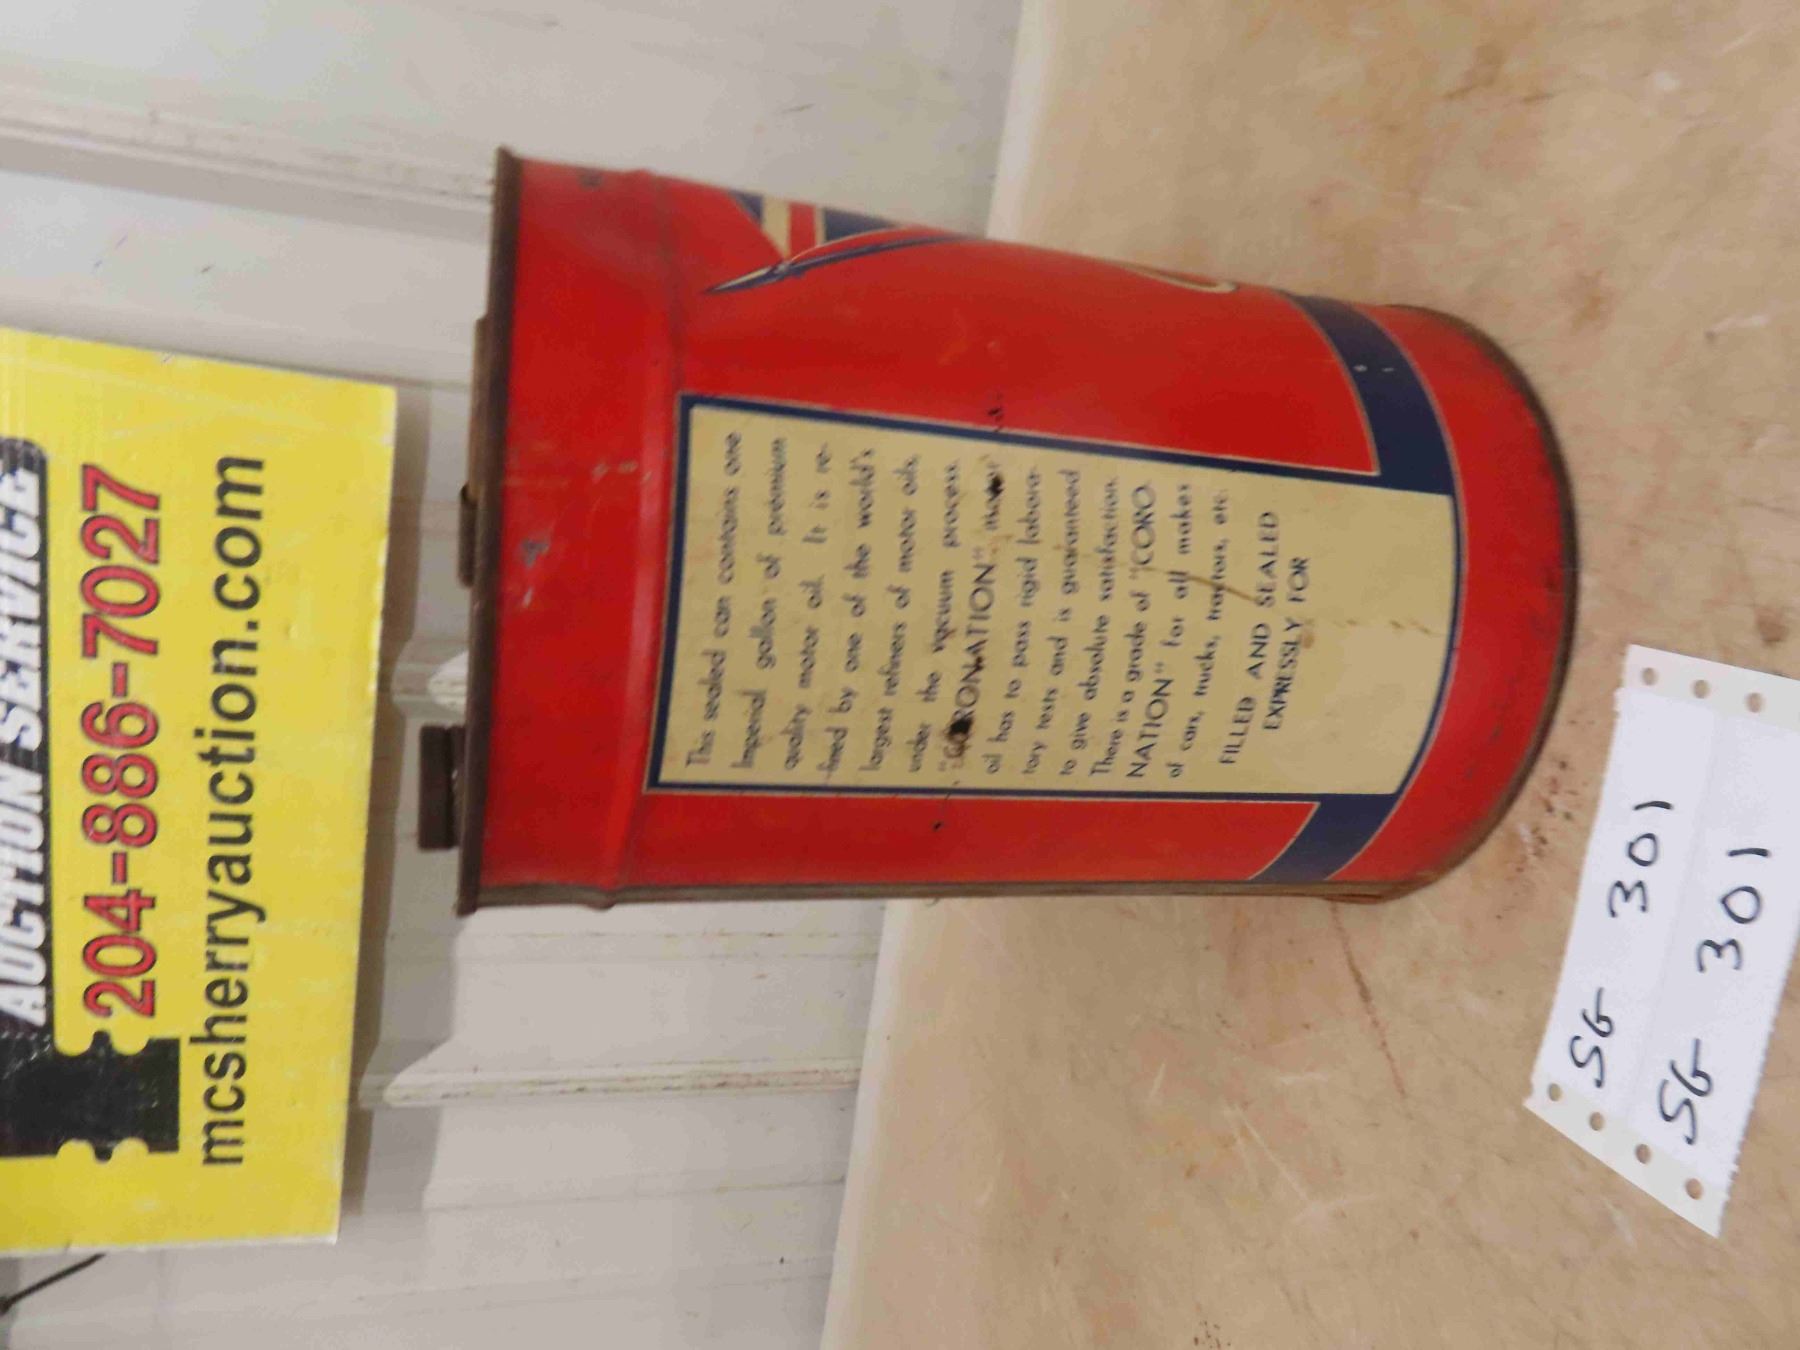 AUCTION SERVICE
204-886-7027
mcsherryauction.com
This sealed can contains one
Imperial gallon of premium
quality motor oil. It is re-
fined by one of the world's
largest refiners of motor oils,
under the vacuum process.
"CORONATION" motor
oil has to pass rigid labora-
tory tests and is guaranteed
to give absolute satisfaction.
There is a grade of "CORO-
NATION" for all makes
of cars, trucks, tractors, etc.
FILLED AND SEALED
EXPRESSLY FOR
SG 301
SG 301